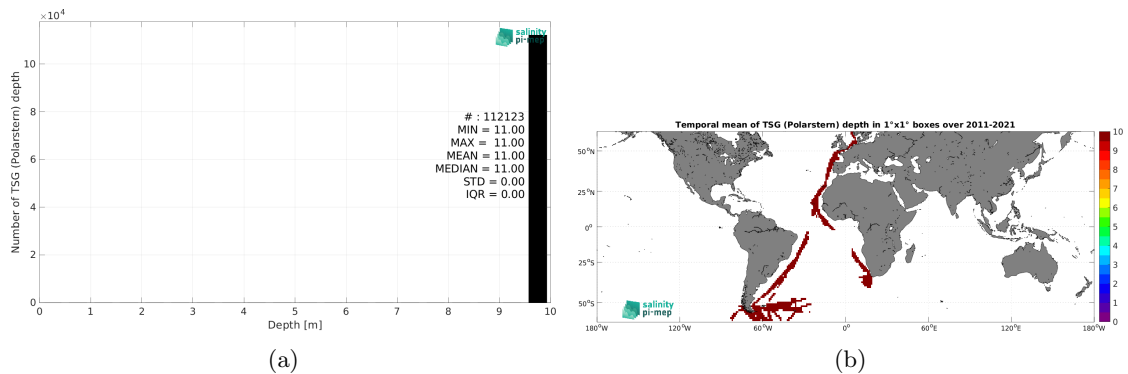 ×10⁴
salinity
pi-mep
10
8
6
4
2
0
Number of TSG (Polarstern) depth
# : 112123
MIN = 11.00
MAX = 11.00
MEAN = 11.00
MEDIAN = 11.00
STD = 0.00
IQR = 0.00
0 1 2 3 4 5 6 7 8 9 10
Depth [m]
(a)
Temporal mean of TSG (Polarstern) depth in 1°x1° boxes over 2011-2021
50°N
25°N
0°
25°S
50°S
180°W 120°W 60°W 0° 60°E 120°E 180°W
salinity
pi-mep
10
9
8
7
6
5
4
3
2
1
0
(b)